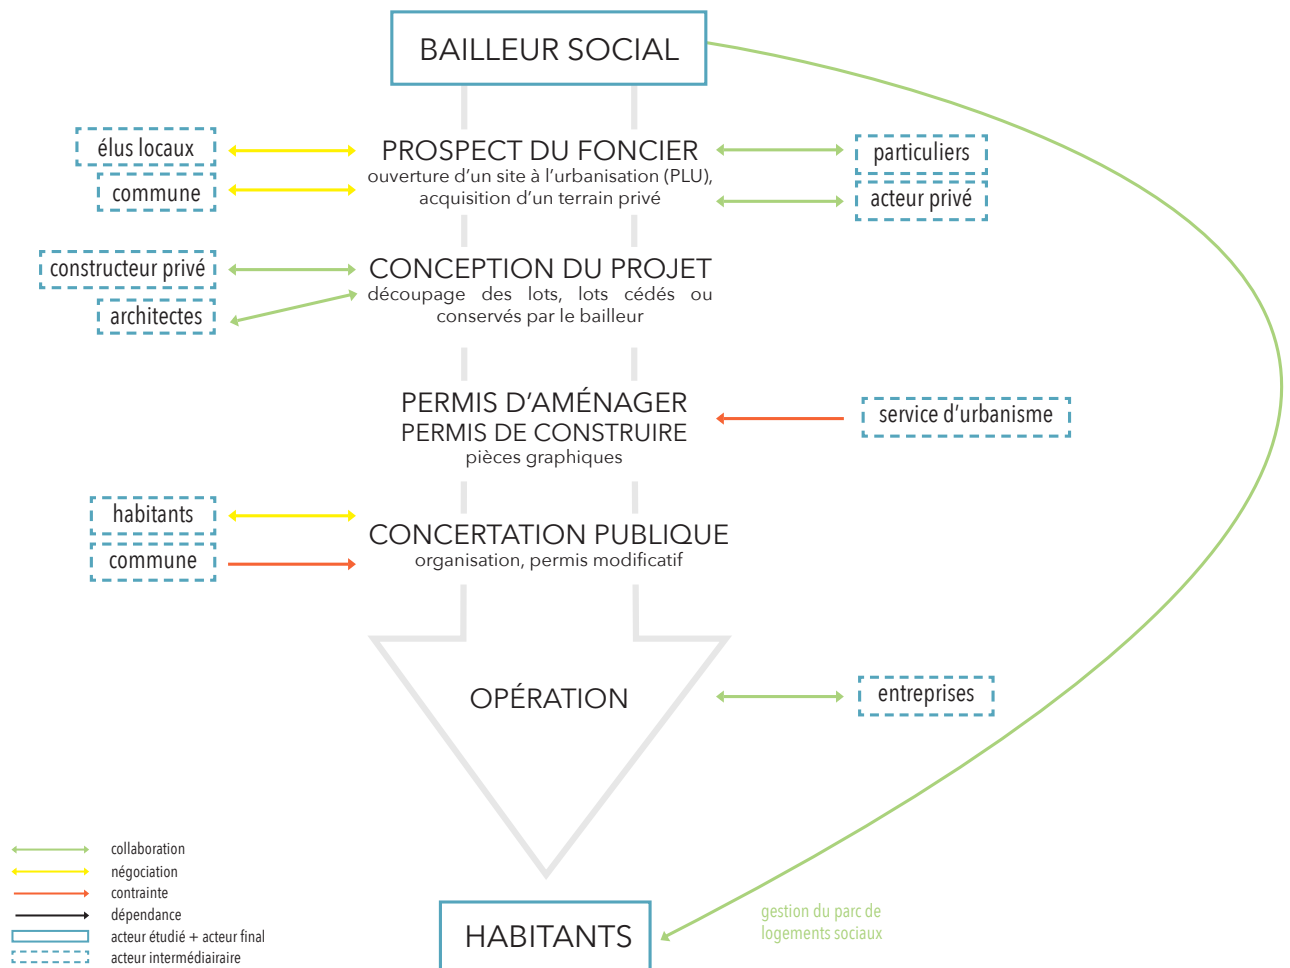 BAILLEUR SOCIAL
élus locaux
commune
PROSPECT DU FONCIER
ouverture d'un site à l'urbanisation (PLU),
acquisition d'un terrain privé
particuliers
acteur privé
constructeur privé
architectes
CONCEPTION DU PROJET
découpage des lots, lots cédés ou
conservés par le bailleur
PERMIS D'AMÉNAGER
PERMIS DE CONSTRUIRE
pièces graphiques
service d'urbanisme
habitants
commune
CONCERTATION PUBLIQUE
organisation, permis modificatif
OPÉRATION
entreprises
collaboration
négociation
contrainte
dépendance
acteur étudié + acteur final
acteur intermédiairaire
HABITANTS
gestion du parc de
logements sociaux